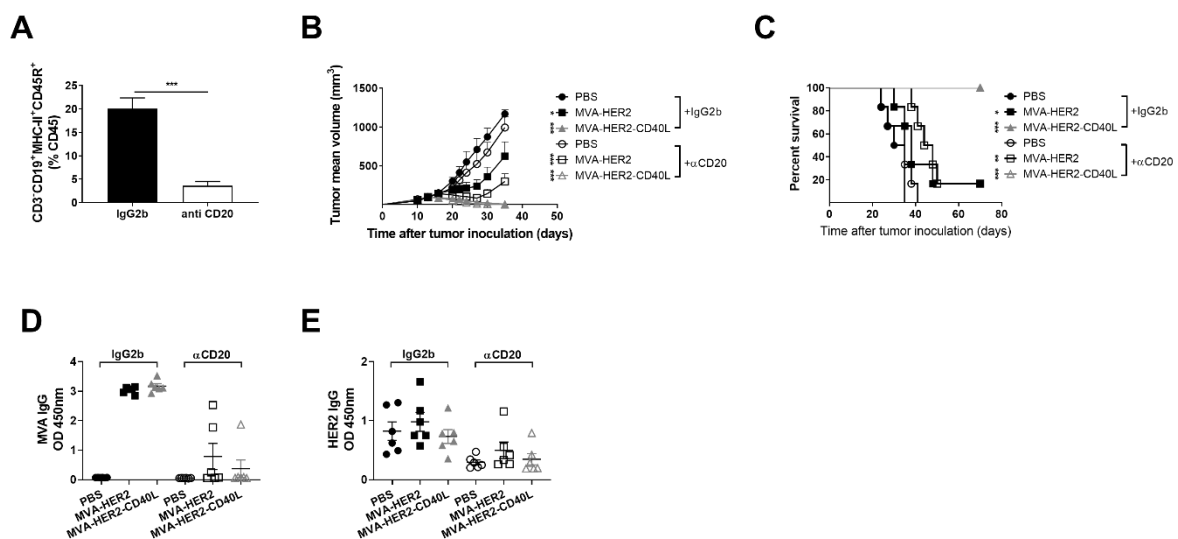 A
CD3⁻CD19⁺MHC-II⁺CD45R⁺
(% CD45)
25
20
15
10
5
0
***
IgG2b
anti CD20
B
Tumor mean volume (mm³)
1500
1000
500
0
10
20
30
40
50
Time after tumor inoculation (days)
PBS
* MVA-HER2
*** MVA-HER2-CD40L
+IgG2b
PBS
*** MVA-HER2
*** MVA-HER2-CD40L
+αCD20
C
Percent survival
100
80
60
40
20
0
20
40
60
80
Time after tumor inoculation (days)
PBS
* MVA-HER2
*** MVA-HER2-CD40L
+IgG2b
PBS
** MVA-HER2
*** MVA-HER2-CD40L
+αCD20
D
MVA IgG
OD 450nm
4
3
2
1
0
IgG2b
αCD20
PBS
MVA-HER2
MVA-HER2-CD40L
PBS
MVA-HER2
MVA-HER2-CD40L
E
HER2 IgG
OD 450nm
2
1
0
IgG2b
αCD20
PBS
MVA-HER2
MVA-HER2-CD40L
PBS
MVA-HER2
MVA-HER2-CD40L